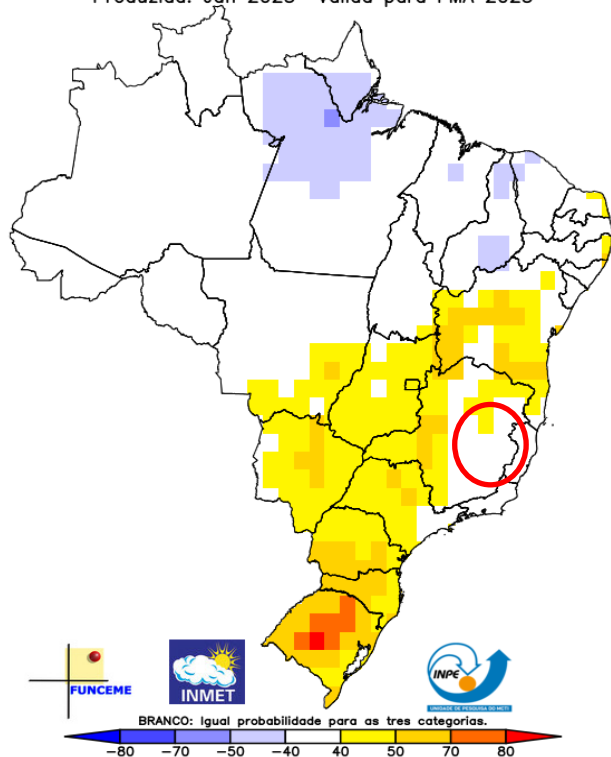 FUNCEME
INMET
INPE
UNIDADE DE PESQUISA DO MCTI
BRANCO: Igual probabilidade para as tres categorias.
-80 -70 -50 -40 40 50 70 80